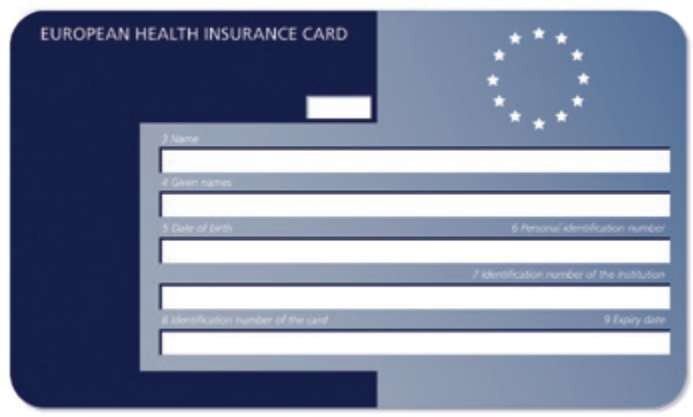 EUROPEAN HEALTH INSURANCE CARD
3 Name
4 Given names
5 Date of birth 6 Personal identification number
7 Identification number of the institution
8 Identification number of the card 9 Expiry date